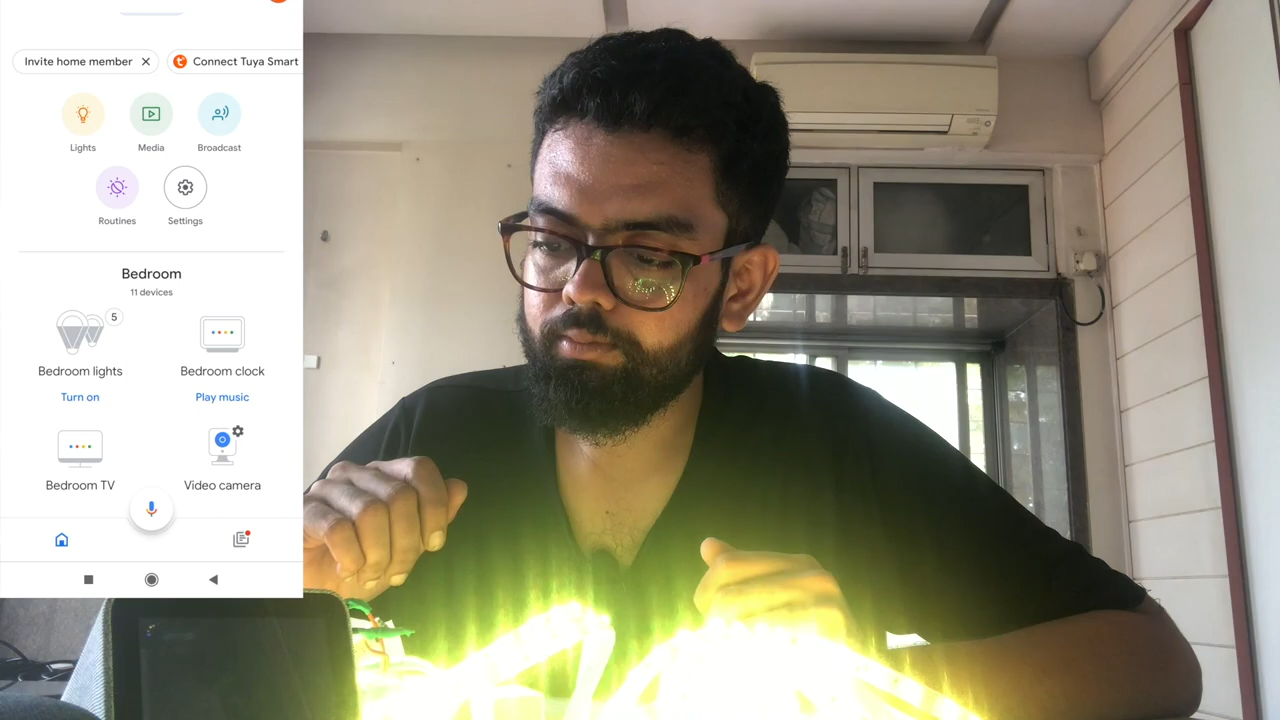 Invite home member
Connect Tuya Smart
Lights
Media
Broadcast
Routines
Settings
Bedroom
11 devices
5
Bedroom lights
Bedroom clock
Turn on
Play music
Bedroom TV
Video camera